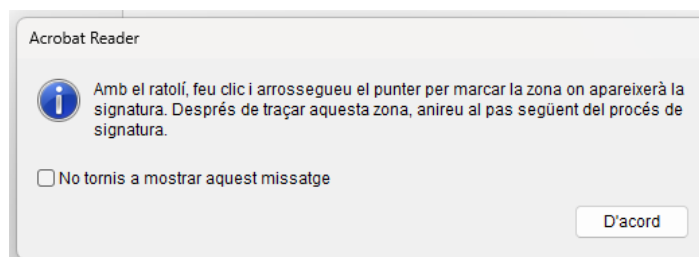 Acrobat Reader
Amb el ratolí, feu clic i arrossegueu el punter per marcar la zona on apareixerà la
signatura. Després de traçar aquesta zona, anireu al pas següent del procés de
signatura.
No tornis a mostrar aquest missatge
D'acord